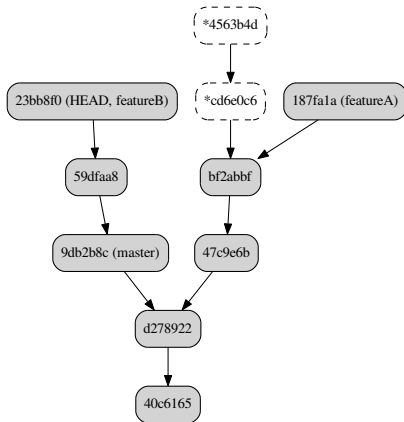 *4563b4d
23bb8f0 (HEAD, featureB)
*cd6e0c6
187fa1a (featureA)
59dfaa8
bf2abbf
9db2b8c (master)
47c9e6b
d278922
40c6165